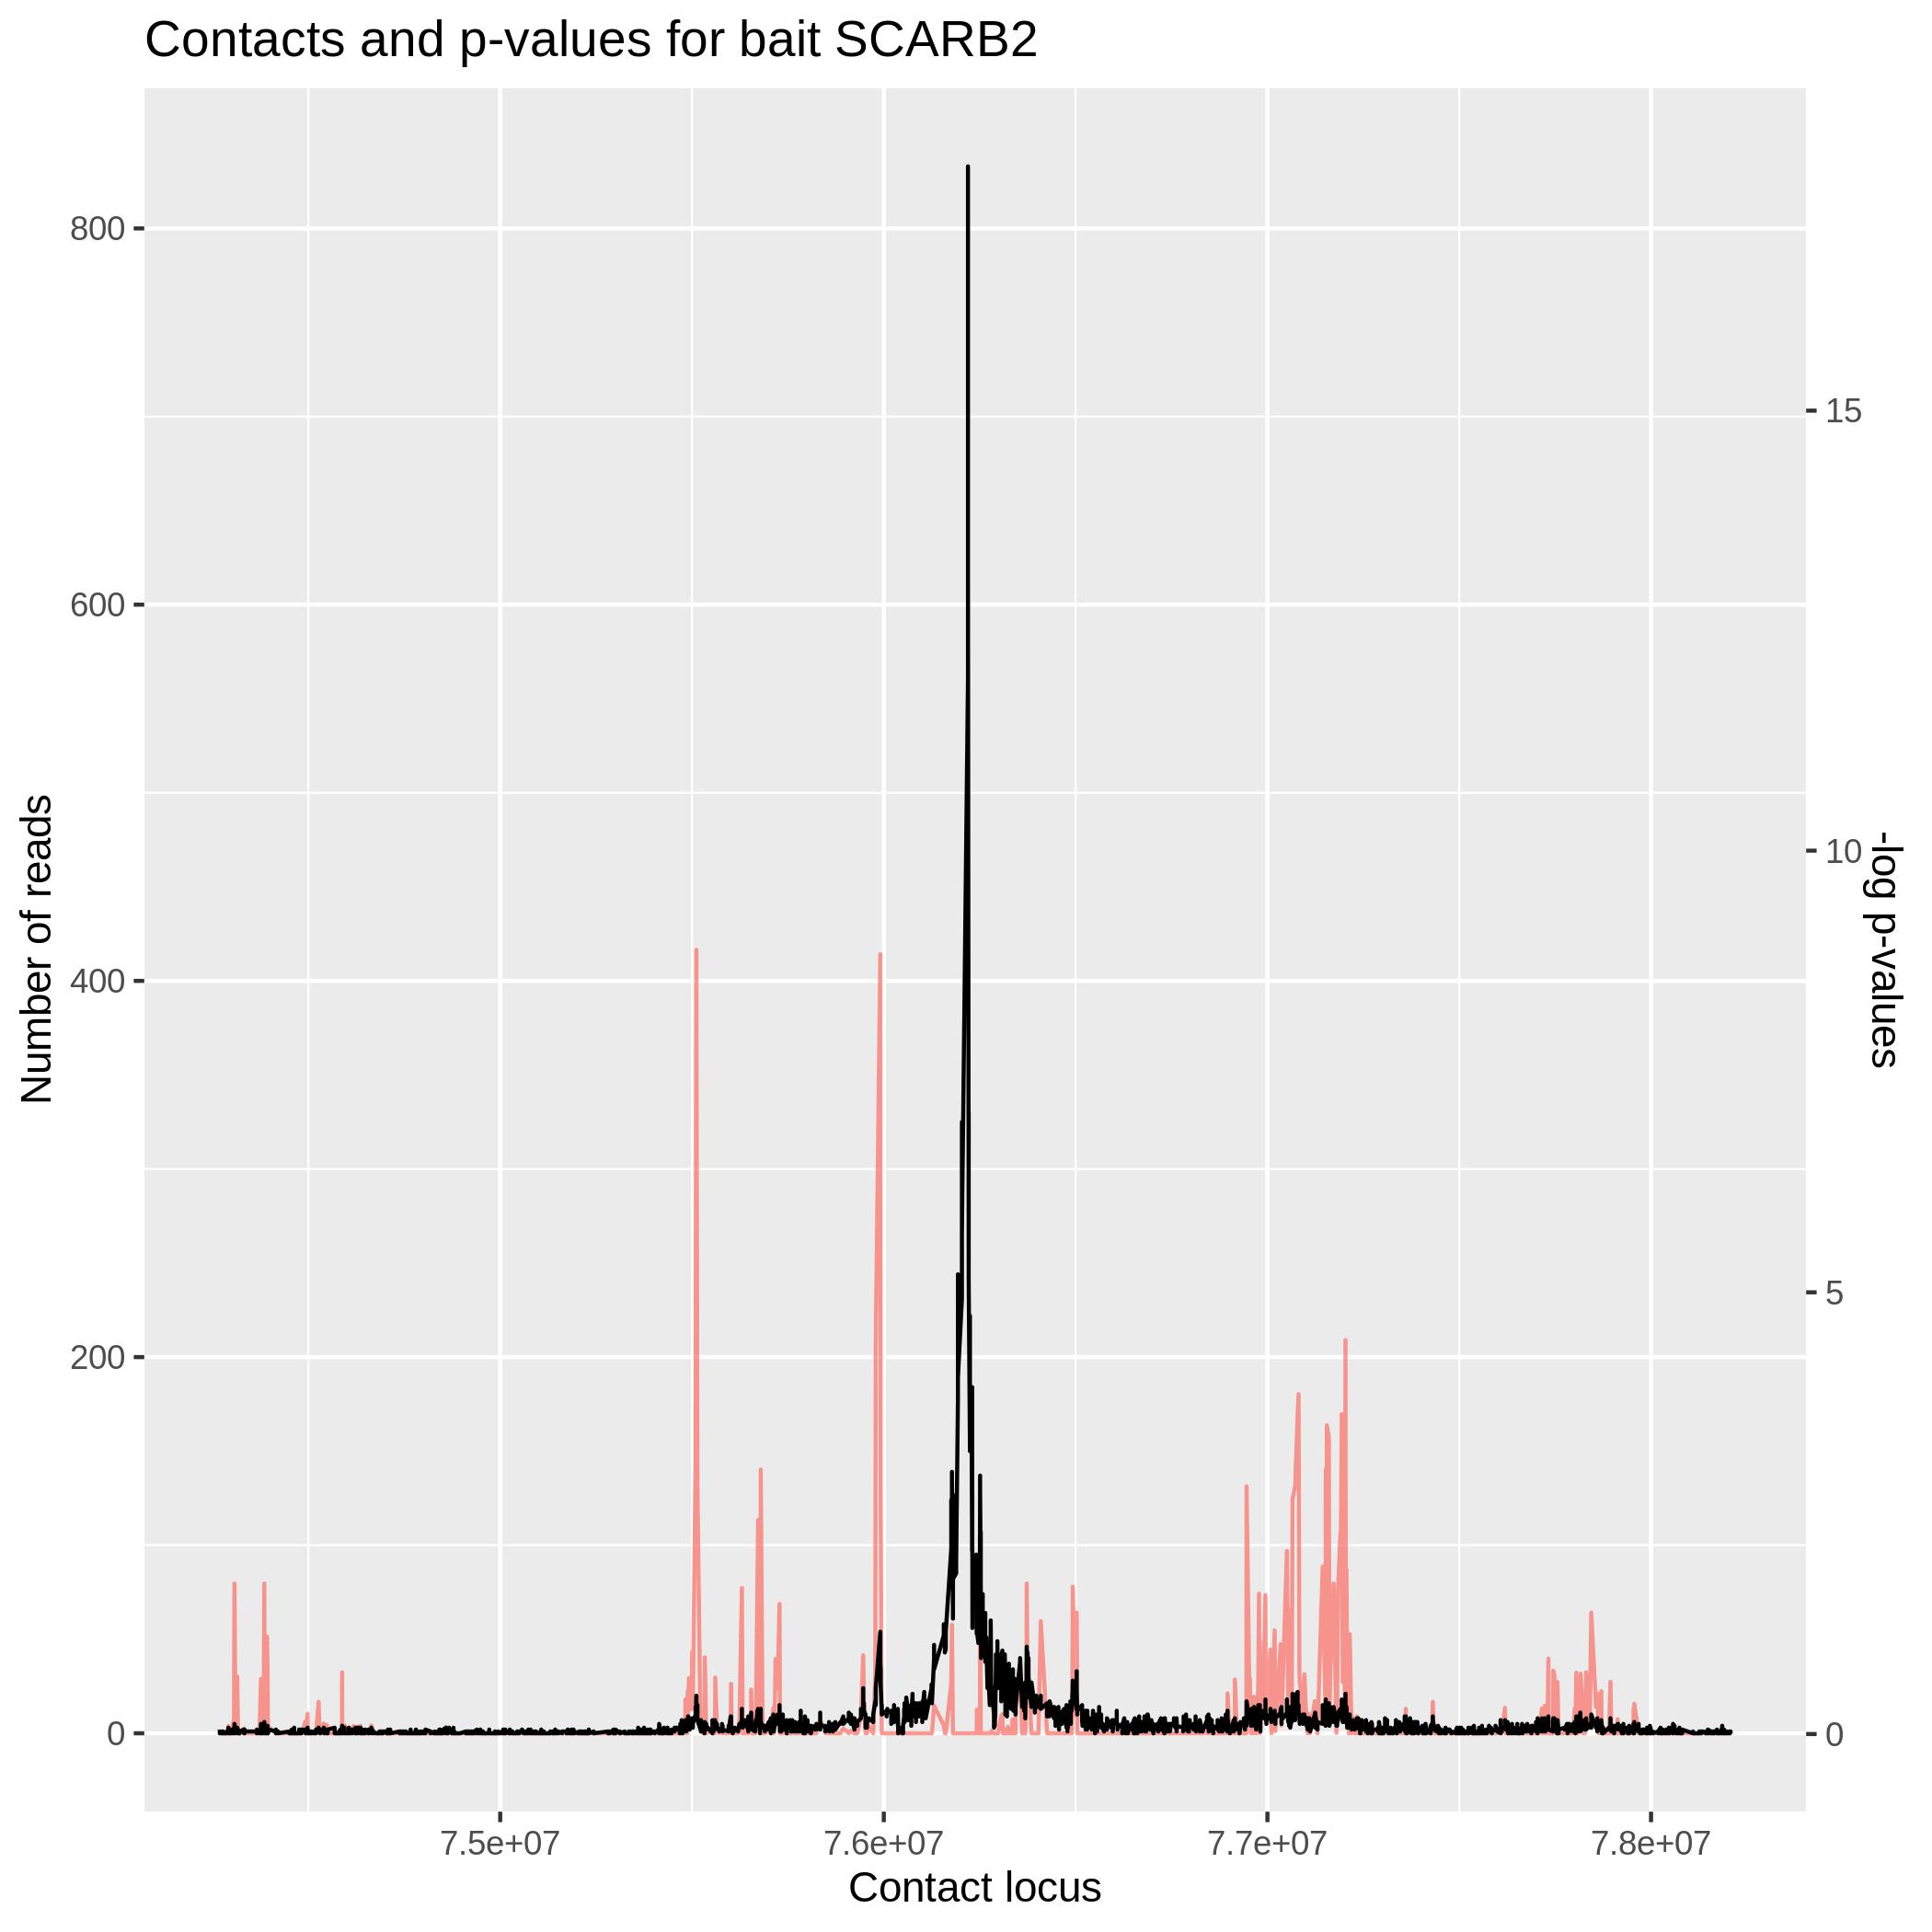 Contacts and p-values for bait SCARB2
Number of reads
800
600
400
200
0
15
10
5
0
-log p-values
7.5e+07 7.6e+07 7.7e+07 7.8e+07
Contact locus